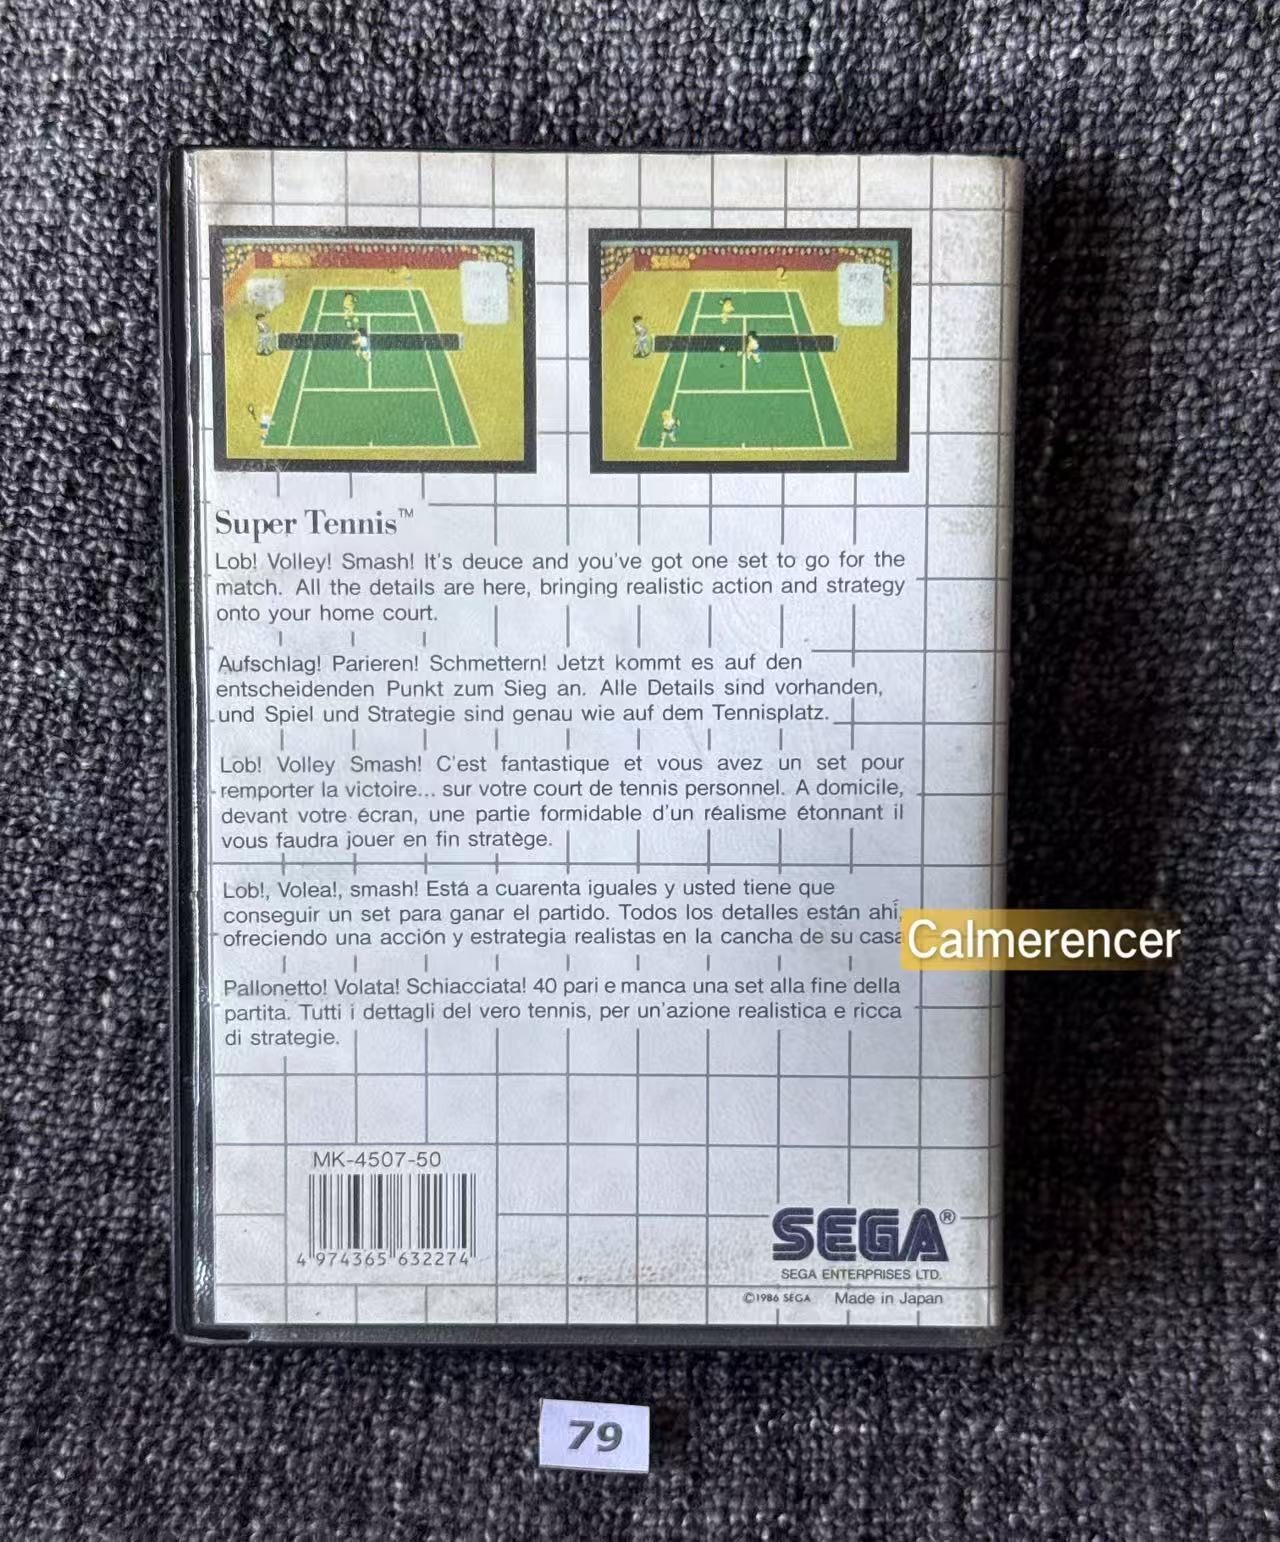 SEGA
SEGA
Super Tennis™
Lob! Volley! Smash! It's deuce and you've got one set to go for the
match. All the details are here, bringing realistic action and strategy
onto your home court.
Aufschlag! Parieren! Schmettern! Jetzt kommt es auf den
entscheidenden Punkt zum Sieg an. Alle Details sind vorhanden,
und Spiel und Strategie sind genau wie auf dem Tennisplatz.
Lob! Volley Smash! C'est fantastique et vous avez un set pour
remporter la victoire... sur votre court de tennis personnel. A domicile,
devant votre écran, une partie formidable d'un réalisme étonnant il
vous faudra jouer en fin stratège.
Lob!, Volea!, smash! Está a cuarenta iguales y usted tiene que
conseguir un set para ganar el partido. Todos los detalles están ahí,
ofreciendo una acción y estrategia realistas en la cancha de su casa
Calmerencer
Pallonetto! Volata! Schiacciata! 40 pari e manca una set alla fine della
partita. Tutti i dettagli del vero tennis, per un'azione realistica e ricca
di strategie.
MK-4507-50
4 974365 632274
SEGA®
SEGA ENTERPRISES LTD.
©1986 SEGA Made in Japan
79